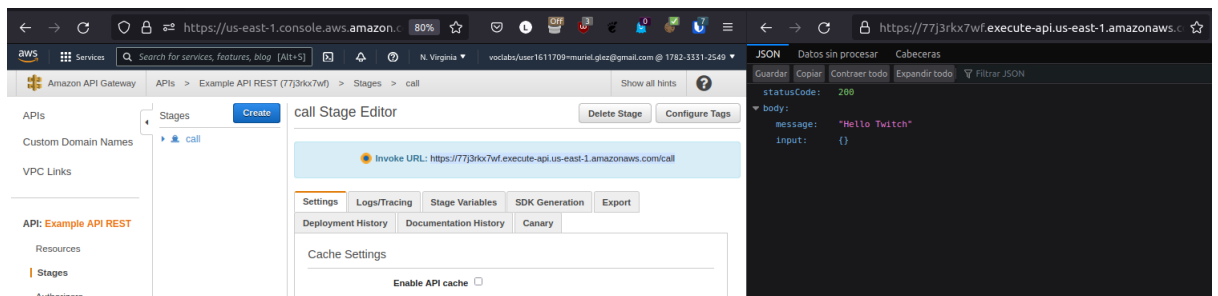 https://us-east-1.console.aws.amazon.c
80%
Off
3
7
aws
Services
Search for services, features, blog
[Alt+S]
N. Virginia
voclabs/user1611709=muriel.glez@gmail.com @ 1782-3331-2549
Amazon API Gateway
APIs > Example API REST (77j3rkx7wf) > Stages > call
Show all hints
?
APIs
Custom Domain Names
VPC Links
API: Example API REST
Resources
Stages
Authorizers
Stages
Create
call
call Stage Editor
Delete Stage
Configure Tags
Invoke URL: https://77j3rkx7wf.execute-api.us-east-1.amazonaws.com/call
Settings Logs/Tracing Stage Variables SDK Generation Export
Deployment History Documentation History Canary
Cache Settings
Enable API cache
https://77j3rkx7wf.execute-api.us-east-1.amazonaws.c
JSON Datos sin procesar Cabeceras
Guardar Copiar Contraer todo Expandir todo Filtrar JSON
statusCode: 200
body:
message: "Hello Twitch"
input: {}